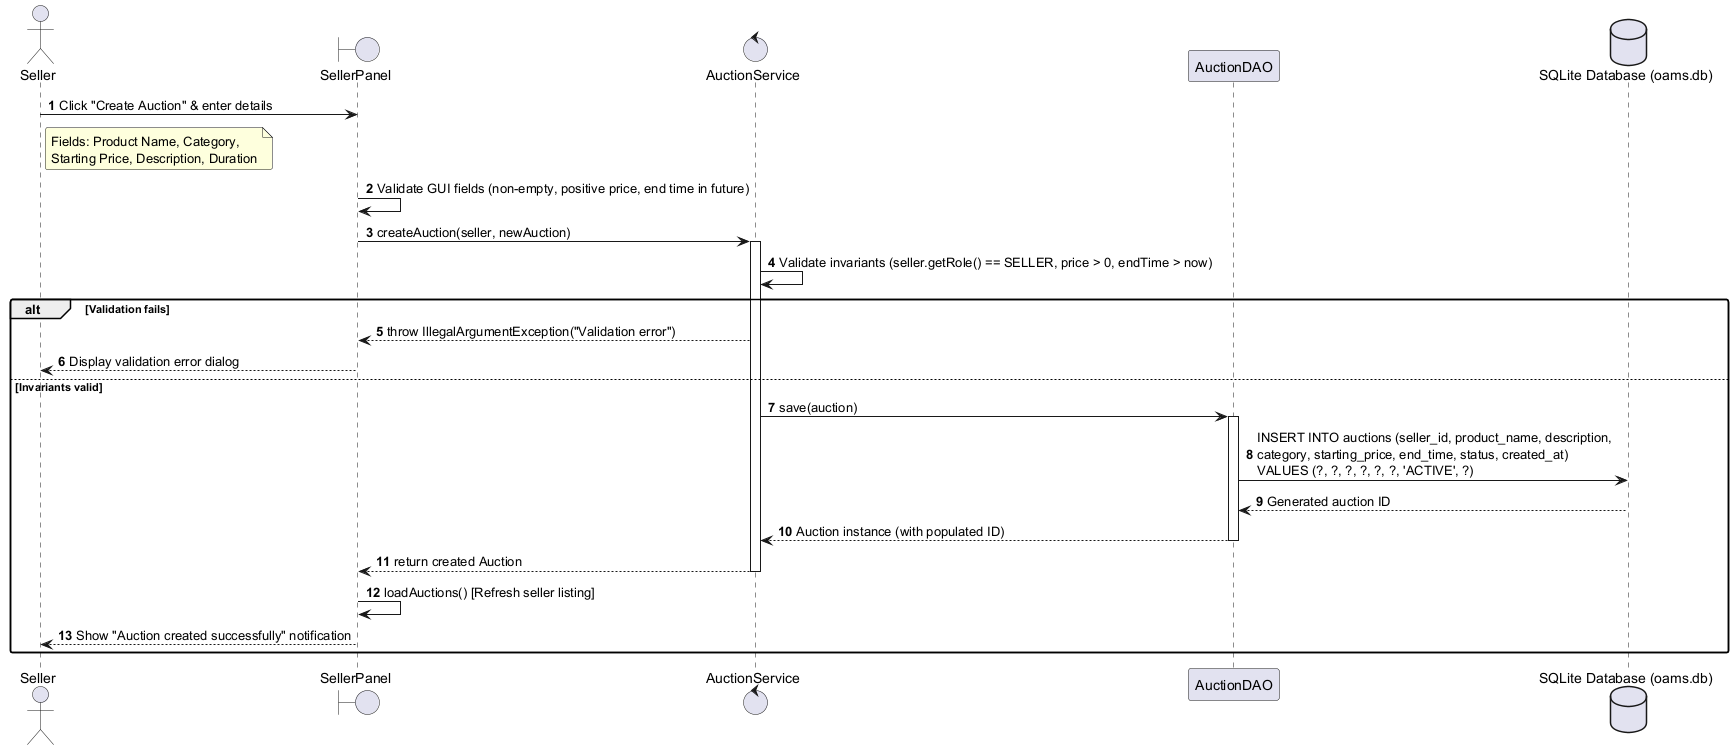 Seller
SellerPanel
AuctionService
AuctionDAO
SQLite Database (oams.db)
1 Click "Create Auction" & enter details
Fields: Product Name, Category,
Starting Price, Description, Duration
2 Validate GUI fields (non-empty, positive price, end time in future)
3 createAuction(seller, newAuction)
4 Validate invariants (seller.getRole() == SELLER, price > 0, endTime > now)
alt [Validation fails]
5 throw IllegalArgumentException("Validation error")
6 Display validation error dialog
[Invariants valid]
7 save(auction)
INSERT INTO auctions (seller_id, product_name, description,
8 category, starting_price, end_time, status, created_at)
VALUES (?, ?, ?, ?, ?, ?, 'ACTIVE', ?)
9 Generated auction ID
10 Auction instance (with populated ID)
11 return created Auction
12 loadAuctions() [Refresh seller listing]
13 Show "Auction created successfully" notification
Seller
SellerPanel
AuctionService
AuctionDAO
SQLite Database (oams.db)